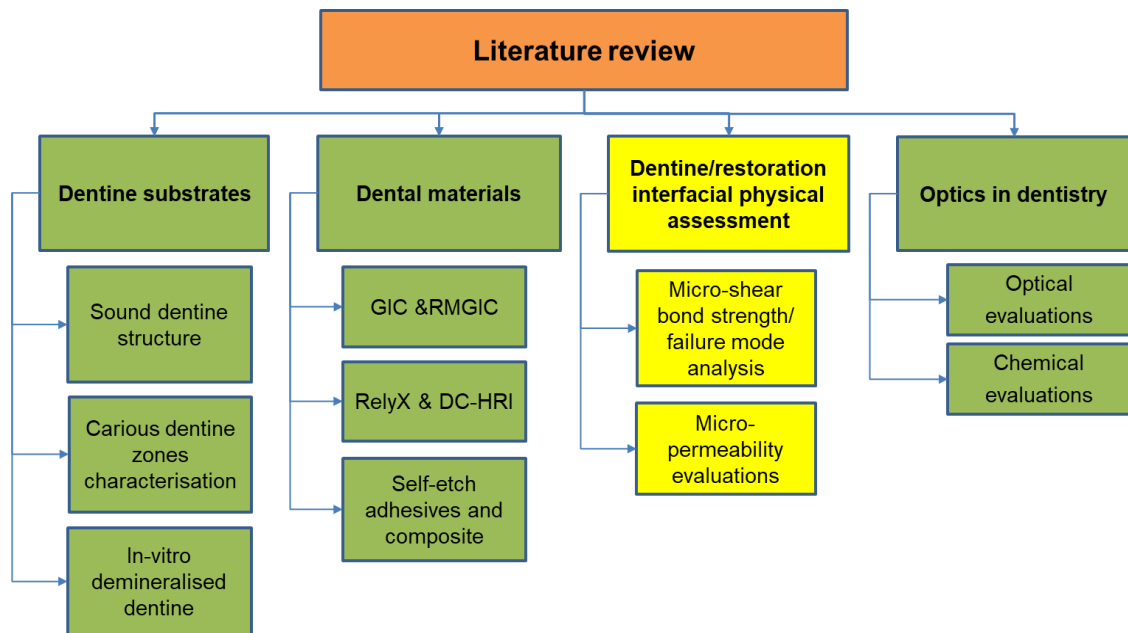 Literature review
Dentine substrates
Dental materials
Dentine/restoration
interfacial physical
assessment
Optics in dentistry
Sound dentine
structure
Carious dentine
zones
characterisation
In-vitro
demineralised
dentine
GIC &RMGIC
RelyX & DC-HRI
Self-etch
adhesives and
composite
Micro-shear
bond strength/
failure mode
analysis
Micro-
permeability
evaluations
Optical
evaluations
Chemical
evaluations